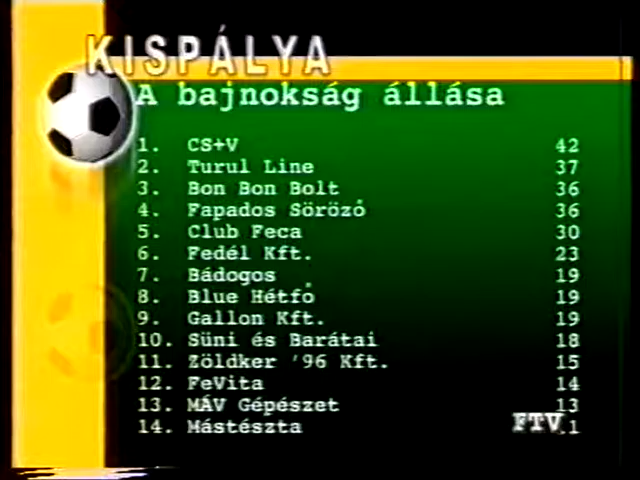 KISPÁLYA
A bajnokság állása
1. CS+V 42
2. Turul Line 37
3. Bon Bon Bolt 36
4. Fapados Söröző 36
5. Club Feca 30
6. Fedél Kft. 23
7. Bádogos 19
8. Blue Hétfő 19
9. Gallon Kft. 19
10. Süni és Barátai 18
11. Zöldker '96 Kft. 15
12. FeVita 14
13. MÁV Gépészet 13
14. Mástészta
FTV